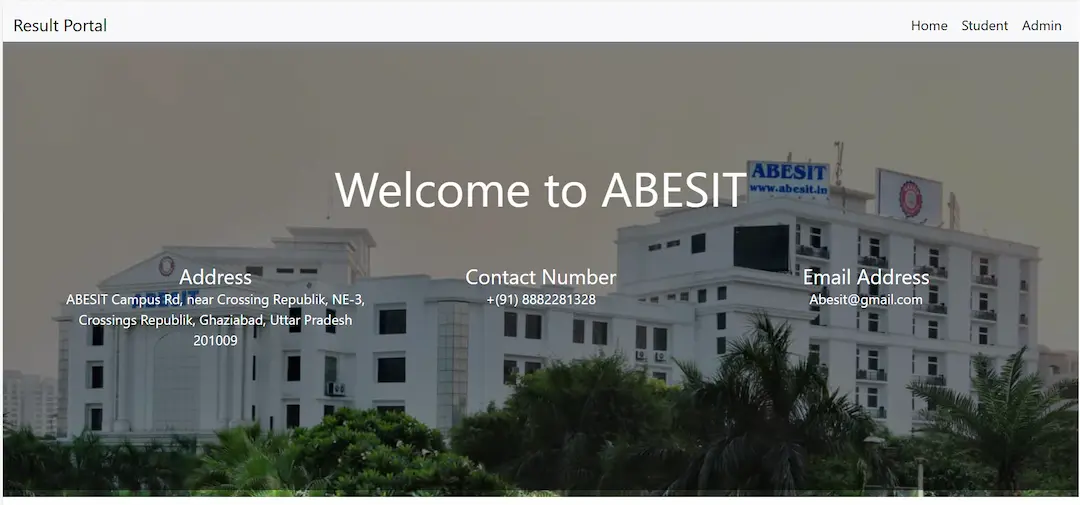 Result Portal
Home Student Admin
ABESIT
www.abesit.in
Welcome to ABESIT
Address
ABESIT Campus Rd, near Crossing Republik, NE-3,
Crossings Republik, Ghaziabad, Uttar Pradesh
201009
Contact Number
+(91) 8882281328
Email Address
Abesit@gmail.com
ABESIT